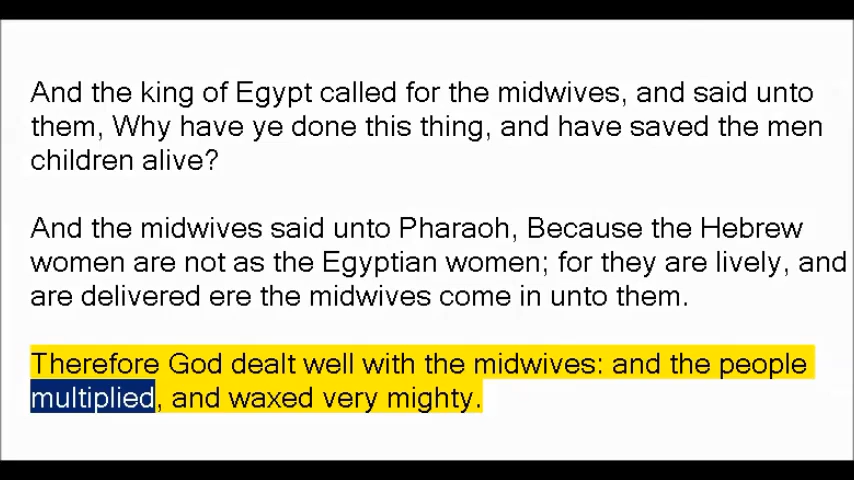 And the king of Egypt called for the midwives, and said unto
them, Why have ye done this thing, and have saved the men
children alive?
And the midwives said unto Pharaoh, Because the Hebrew
women are not as the Egyptian women; for they are lively, and
are delivered ere the midwives come in unto them.
Therefore God dealt well with the midwives: and the people
multiplied, and waxed very mighty.